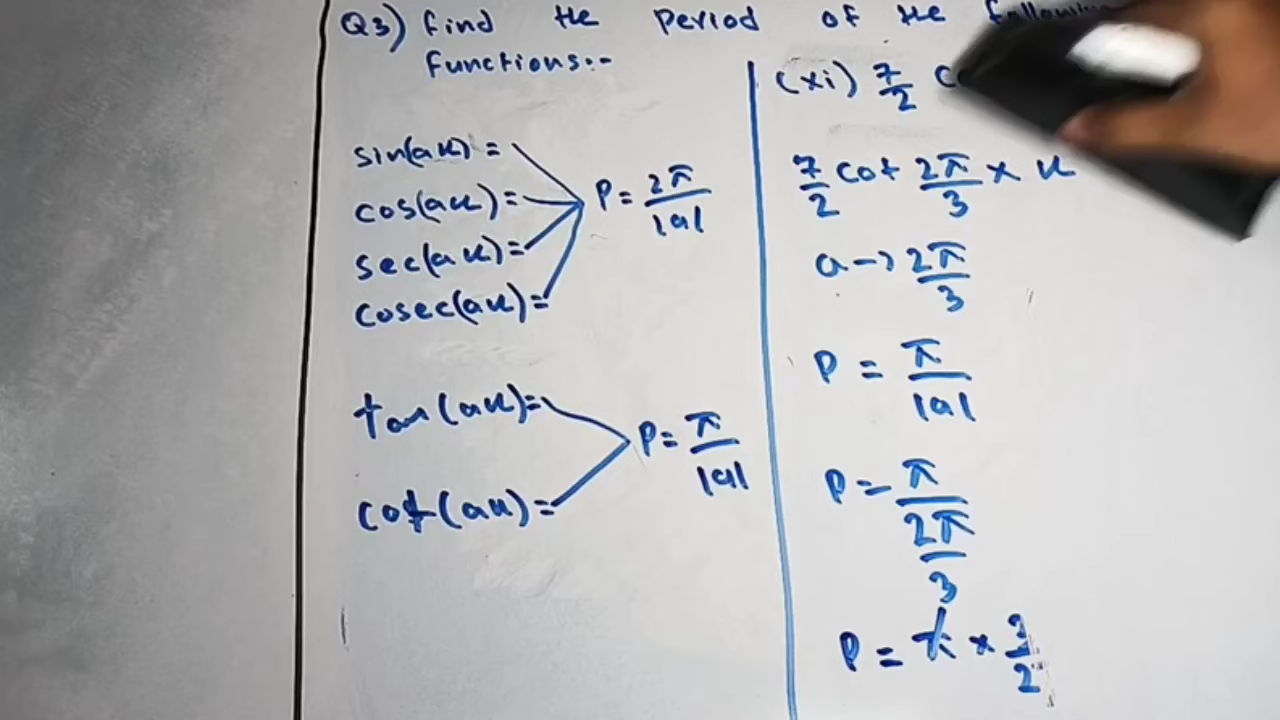 Q3) Find the period of the following
functions:-
sin(ax) =
cos(ax) =
sec(ax) =
cosec(ax) =
P = 2π/|a|
tan(ax) =
cot(ax) =
P = π/|a|
(xi) 7/2
7/2 cot 2π/3 × x
a → 2π/3
P = π/|a|
P = π/2π/3
P = π × 3/2